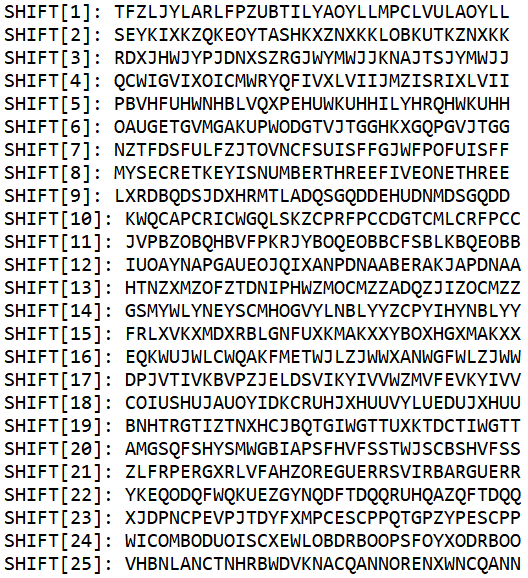 SHIFT[1]: TFZLJYLARLFPZUBTILYAOYLLMPCLVULAOYLL
SHIFT[2]: SEYKIXKZQKEOYTASHKXZNXKKLOBKUTKZNXKK
SHIFT[3]: RDXJHWJYPJDNXSZRGJWYMWJJKNAJTSJYMWJJ
SHIFT[4]: QCWIGVIXOICMWRYQFIVXLVIIJMZISRIXLVII
SHIFT[5]: PBVHFUHWNHBLVQXPEHUWKUHHILYHRQHWKUHH
SHIFT[6]: OAUGETGVMGAKUPWODGTVJTGGHKXGQPGVJTGG
SHIFT[7]: NZTFDSFULFZJTOVNCFSUISFFGJWFPOFUISFF
SHIFT[8]: MYSECRETKEYISNUMBERTHREEFIVEONETHREE
SHIFT[9]: LXRDBQDSJDXHRMTLADQSGQDDEHUDNMDSGQDD
SHIFT[10]: KWQCAPCRICWGQLSKZCPRFPCCDGTCMLCRFPCC
SHIFT[11]: JVPBZOBQHBVFPKRJYBOQEOBBCFSBLKBQEOBB
SHIFT[12]: IUOAYNAPGAUEOJQIXANPDNAABERAKJAPDNAA
SHIFT[13]: HTNZXMZOFZTDNIPHWZMOCMZZADQZJIZOCMZZ
SHIFT[14]: GSMYWLYNEYSCMHOGVYLNBLYYZCPYIHYNBLYY
SHIFT[15]: FRLXVKXMDXRBLGNFUXKMAKXXYBOXHGXMAKXX
SHIFT[16]: EQKWUJWLCWQAKFMETWJLZJWWXANWGFWLZJWW
SHIFT[17]: DPJVTIVKBVPZJELDSVIKYIVVWZMVFEVKYIVV
SHIFT[18]: COIUSHUJAUOYIDKCRUHJXHUUVYLUEDUJXHUU
SHIFT[19]: BNHTRGTIZTNXHCJBQTGIWGTTUXKTDCTIWGTT
SHIFT[20]: AMGSQFSHYSMWGBIAPSFHVFSSTWJSCBSHVFSS
SHIFT[21]: ZLFRPERGXRLVFAHZOREGUERRSVIRBARGUERR
SHIFT[22]: YKEQODQFWQKUEZGYNQDFTDQQRUHQAZQFTDQQ
SHIFT[23]: XJDPNCPEVPJTDYFXMPCESCPPQTGPZYPESCPP
SHIFT[24]: WICOMBODUOISCXEWLOBDRBOOPSFOYXODRBOO
SHIFT[25]: VHBNLANCTNHRBWDVKNACQANNORENXWNCQANN